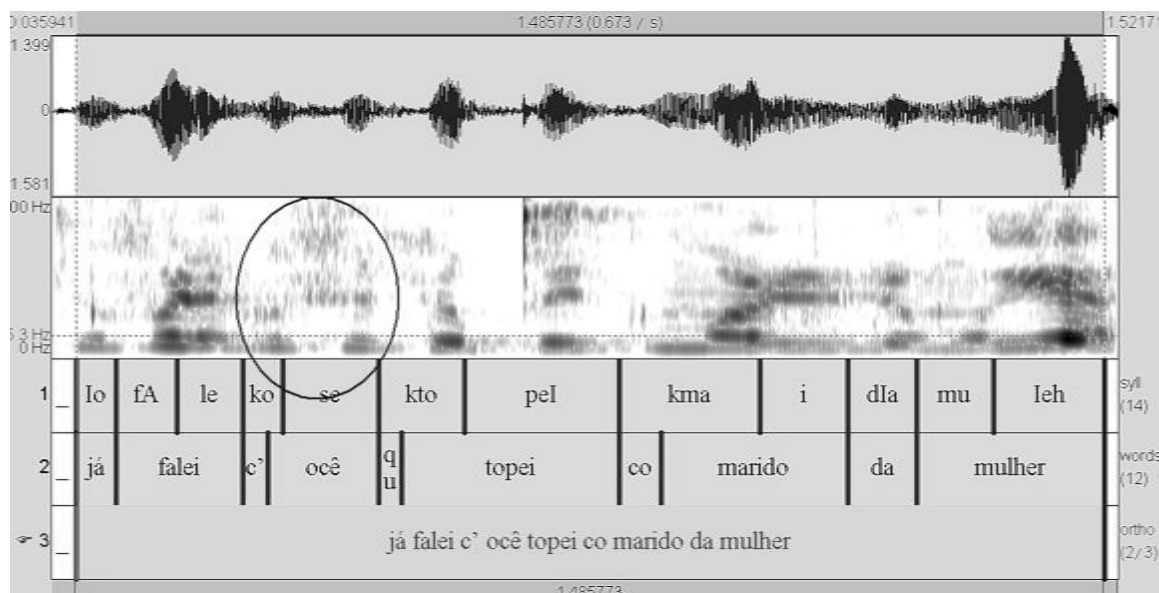 0.035941 1.485773 (0.673 / s) 1.52171
1.399
0
1.581
00 Hz
5.3 Hz
0 Hz
1 _ Io fA le ko se kto peI kma i dIa mu Ieh syll (14)
2 _ já falei c' ocê qu topei co marido da mulher words (12)
☞ 3 _ já falei c' ocê topei co marido da mulher ortho (2/3)
1.485773